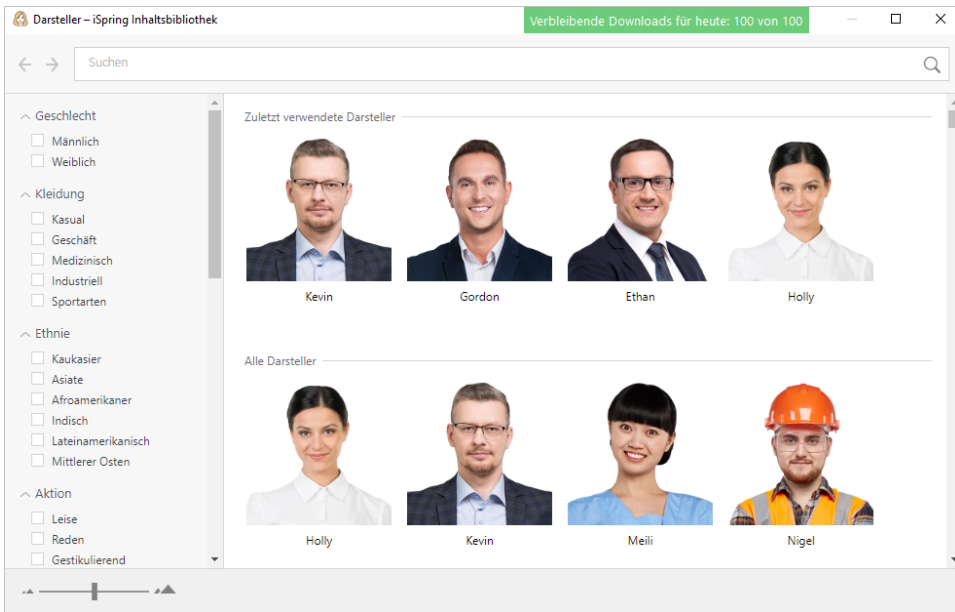 Darsteller – iSpring Inhaltsbibliothek
Verbleibende Downloads für heute: 100 von 100
Suchen
Geschlecht
Männlich
Weiblich
Kleidung
Kasual
Geschäft
Medizinisch
Industriell
Sportarten
Ethnie
Kaukasier
Asiate
Afroamerikaner
Indisch
Lateinamerikanisch
Mittlerer Osten
Aktion
Leise
Reden
Gestikulierend
Zuletzt verwendete Darsteller
Kevin Gordon Ethan Holly
Alle Darsteller
Holly Kevin Meili Nigel